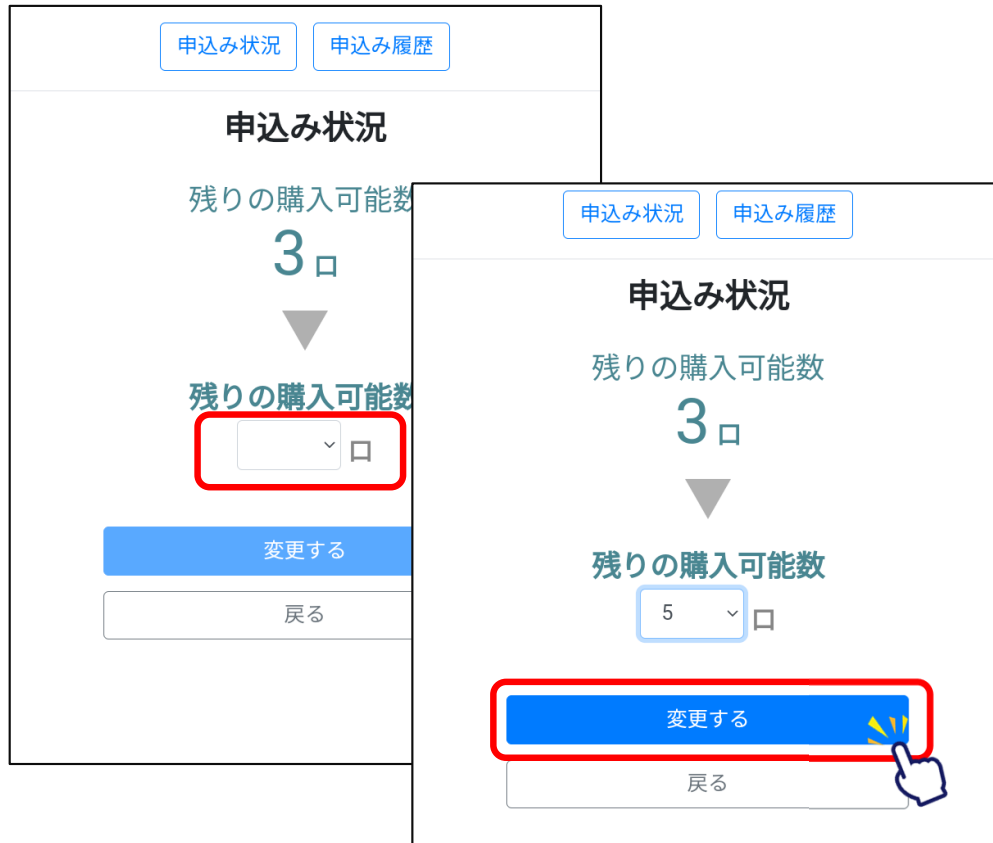 申込み状況 申込み履歴
申込み状況
残りの購入可能数
3 口
残りの購入可能数
口
変更する
戻る
申込み状況 申込み履歴
申込み状況
残りの購入可能数
3 口
残りの購入可能数
5 口
変更する
戻る